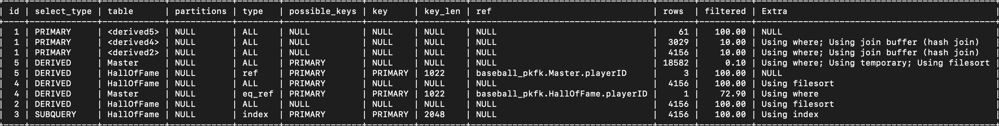 | id | select_type | table | partitions | type | possible_keys | key | key_len | ref | rows | filtered | Extra |
| 1 | PRIMARY | <derived5> | NULL | ALL | NULL | NULL | NULL | NULL | 61 | 100.00 | NULL |
| 1 | PRIMARY | <derived4> | NULL | ALL | NULL | NULL | NULL | NULL | 3029 | 10.00 | Using where; Using join buffer (hash join) |
| 1 | PRIMARY | <derived2> | NULL | ALL | NULL | NULL | NULL | NULL | 4156 | 10.00 | Using where; Using join buffer (hash join) |
| 5 | DERIVED | Master | NULL | ALL | PRIMARY | NULL | NULL | NULL | 18582 | 0.10 | Using where; Using temporary; Using filesort |
| 5 | DERIVED | HallOfFame | NULL | ref | PRIMARY | PRIMARY | 1022 | baseball_pkfk.Master.playerID | 3 | 100.00 | NULL |
| 4 | DERIVED | HallOfFame | NULL | ALL | PRIMARY | NULL | NULL | NULL | 4156 | 100.00 | Using filesort |
| 4 | DERIVED | Master | NULL | eq_ref | PRIMARY | PRIMARY | 1022 | baseball_pkfk.HallOfFame.playerID | 1 | 72.90 | Using where |
| 2 | DERIVED | HallOfFame | NULL | ALL | NULL | NULL | NULL | NULL | 4156 | 100.00 | Using filesort |
| 3 | SUBQUERY | HallOfFame | NULL | index | PRIMARY | PRIMARY | 2048 | NULL | 4156 | 100.00 | Using index |